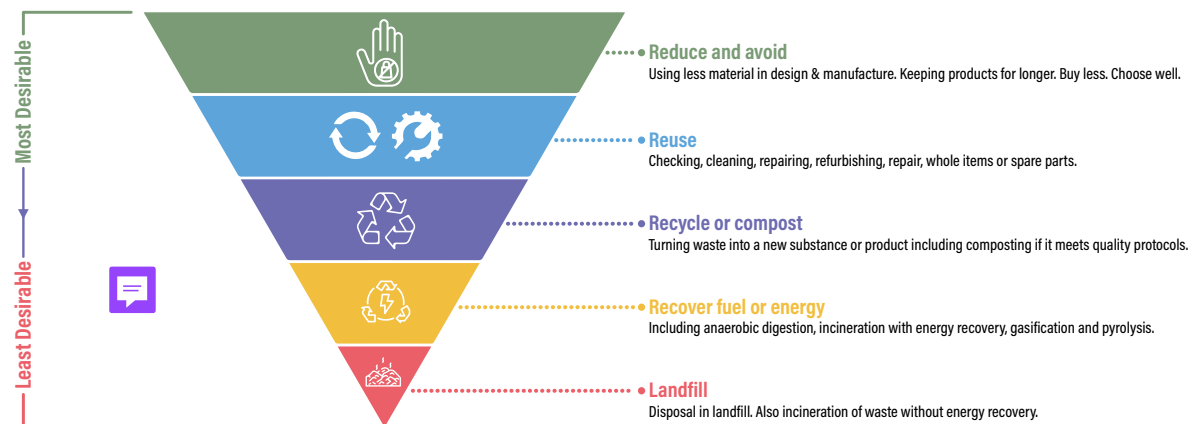 Most Desirable
Least Desirable
Reduce and avoid
Using less material in design & manufacture. Keeping products for longer. Buy less. Choose well.
Reuse
Checking, cleaning, repairing, refurbishing, repair, whole items or spare parts.
Recycle or compost
Turning waste into a new substance or product including composting if it meets quality protocols.
Recover fuel or energy
Including anaerobic digestion, incineration with energy recovery, gasification and pyrolysis.
Landfill
Disposal in landfill. Also incineration of waste without energy recovery.